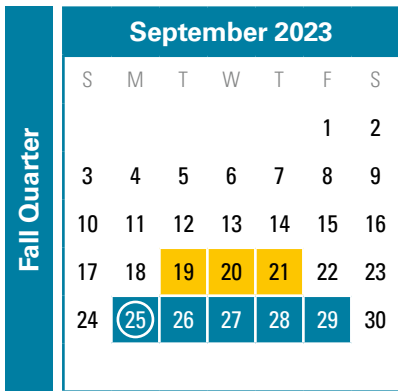 Fall Quarter
September 2023
S M T W T F S
1 2
3 4 5 6 7 8 9
10 11 12 13 14 15 16
17 18 19 20 21 22 23
24 25 26 27 28 29 30